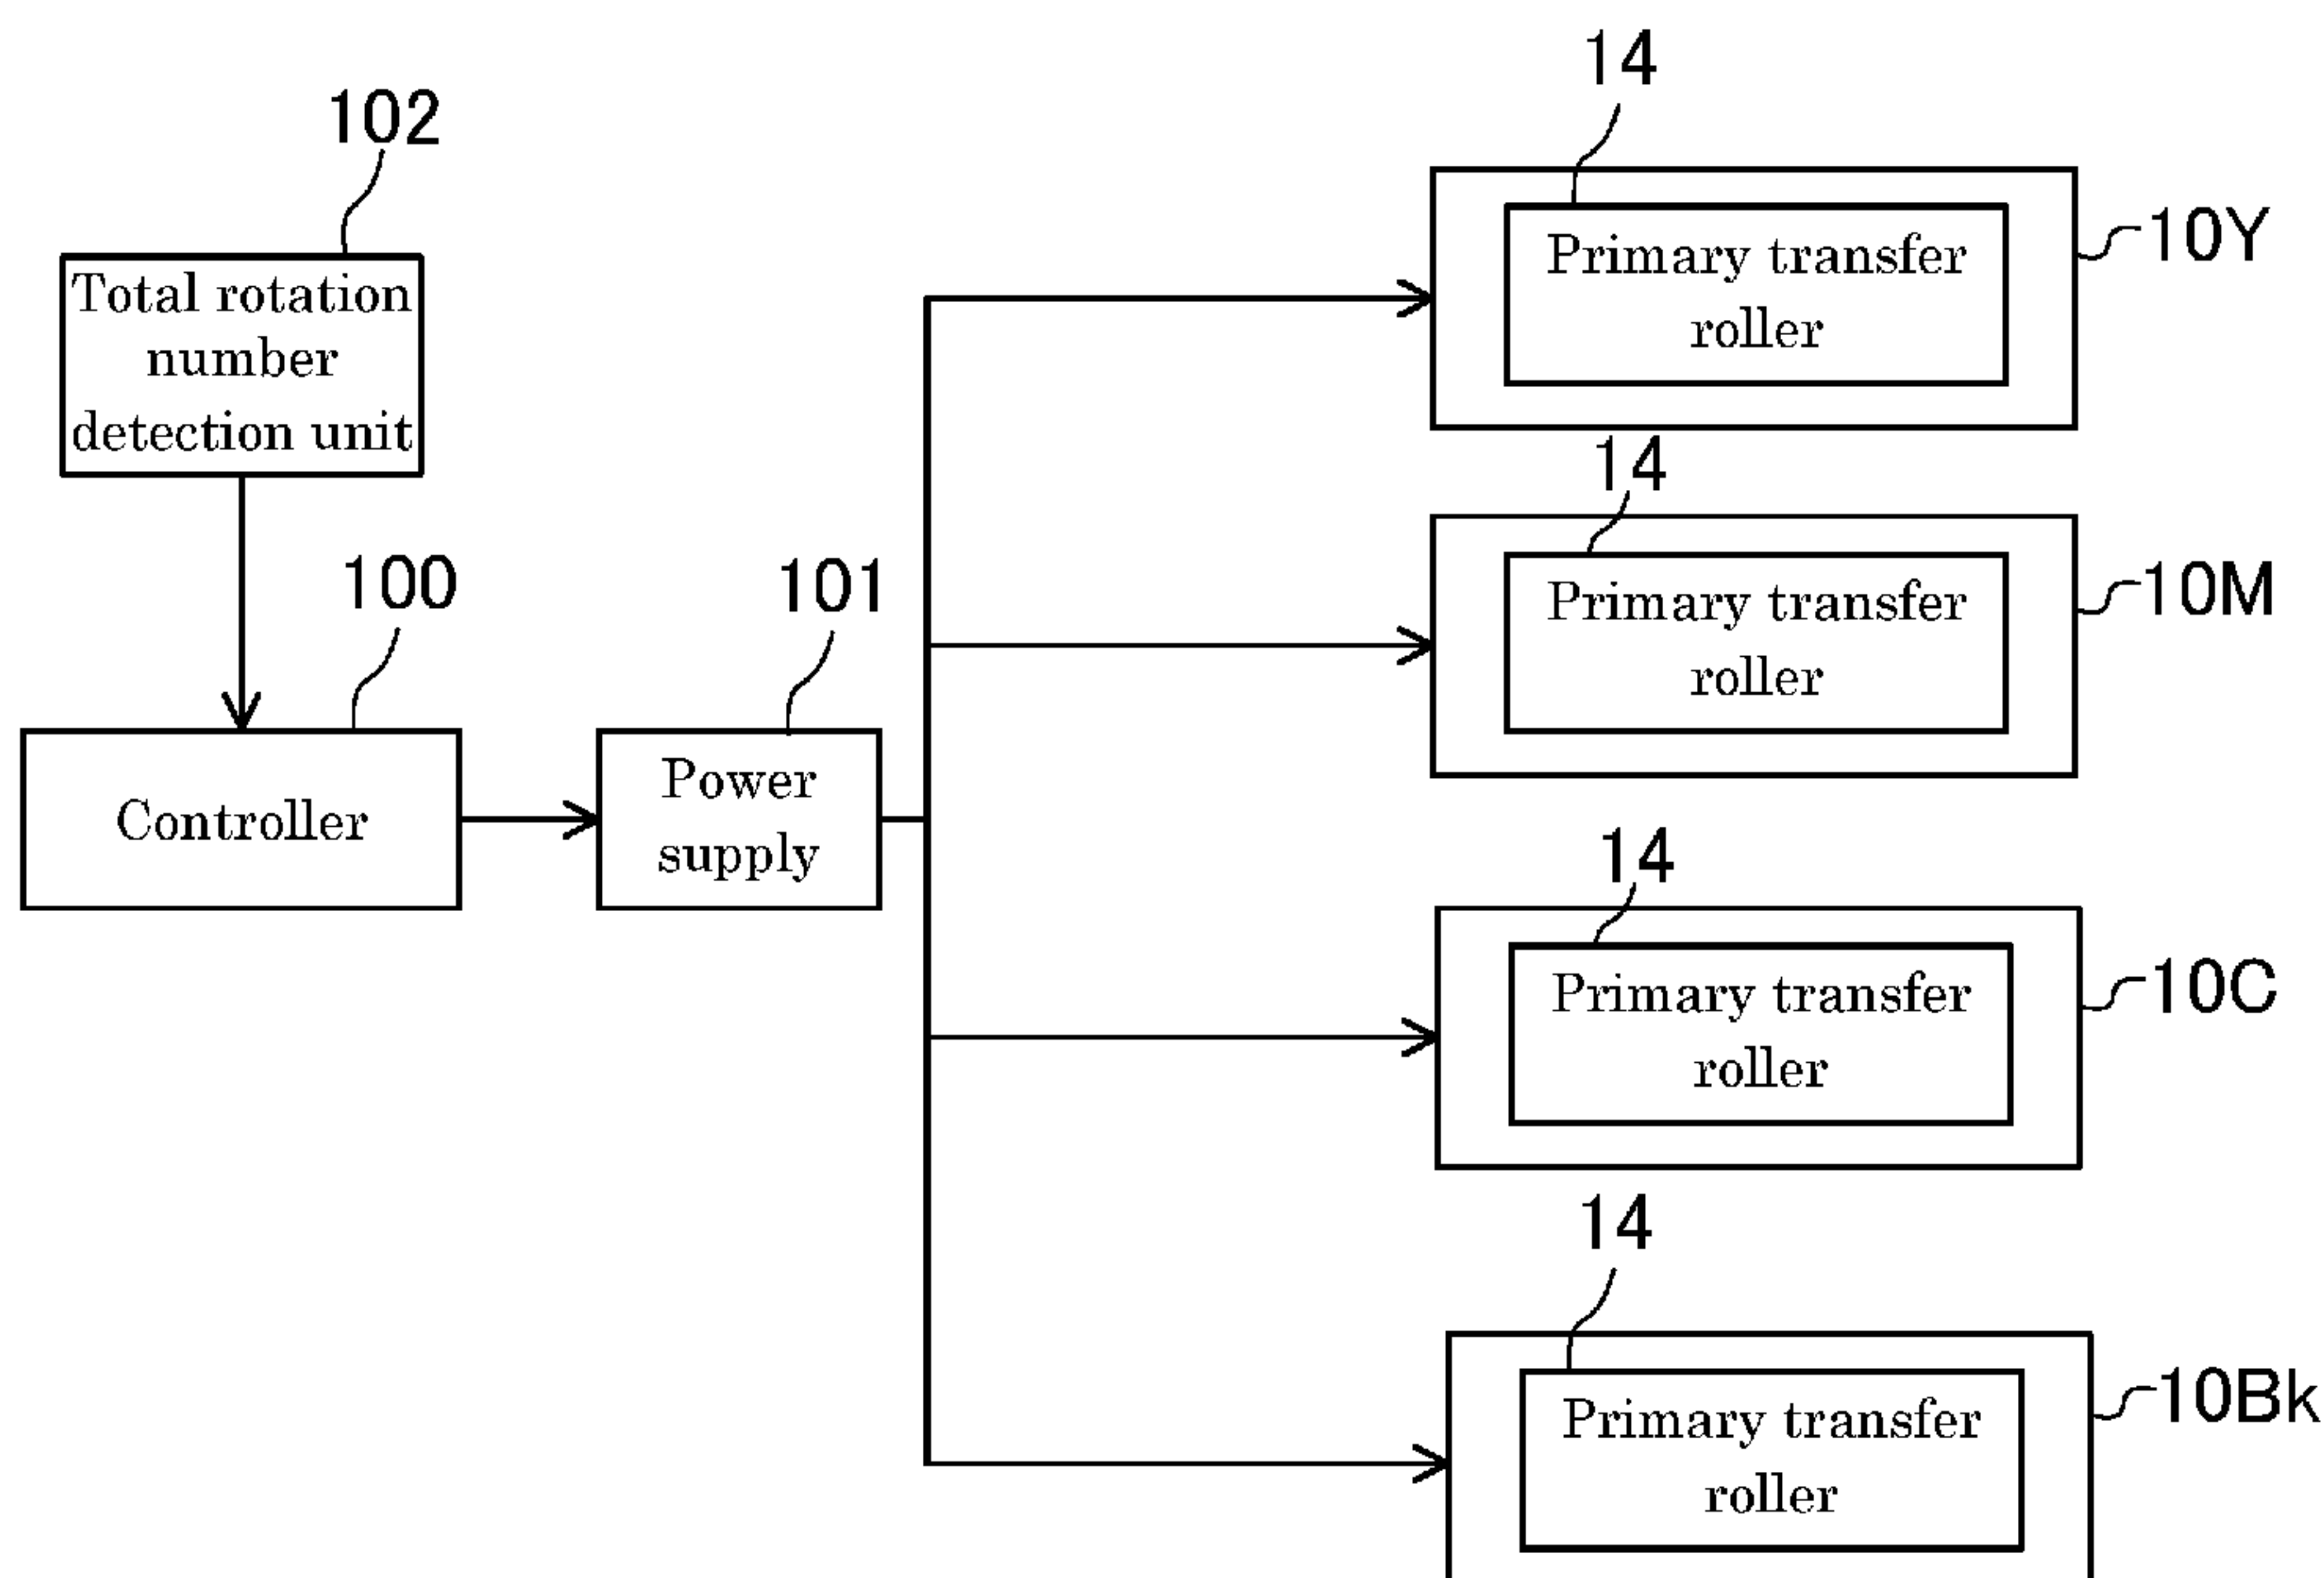 102
Total rotation
number
detection unit
100
Controller
101
Power
supply
14
Primary transfer
roller
10Y
14
Primary transfer
roller
10M
14
Primary transfer
roller
10C
14
Primary transfer
roller
10Bk